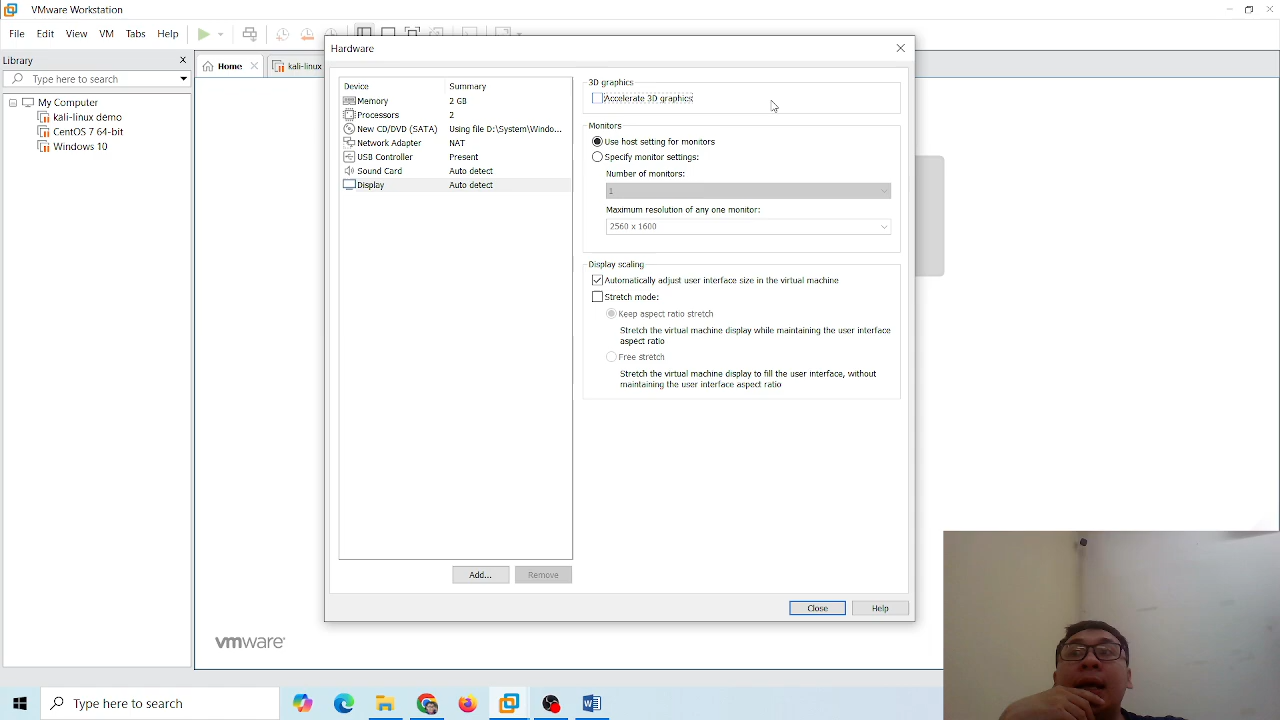 VMware Workstation
File Edit View VM Tabs Help
Library
Type here to search
Home
kali-linux
My Computer
kali-linux demo
CentOS 7 64-bit
Windows 10
Hardware
Device Summary
Memory 2 GB
Processors 2
New CD/DVD (SATA) Using file D:\System\Windo...
Network Adapter NAT
USB Controller Present
Sound Card Auto detect
Display Auto detect
Add... Remove
3D graphics
Accelerate 3D graphics
Monitors
Use host setting for monitors
Specify monitor settings:
Number of monitors:
1
Maximum resolution of any one monitor:
2560 x 1600
Display scaling
Automatically adjust user interface size in the virtual machine
Stretch mode:
Keep aspect ratio stretch
Stretch the virtual machine display while maintaining the user interface
aspect ratio
Free stretch
Stretch the virtual machine display to fill the user interface, without
maintaining the user interface aspect ratio
Close Help
vmware
Type here to search